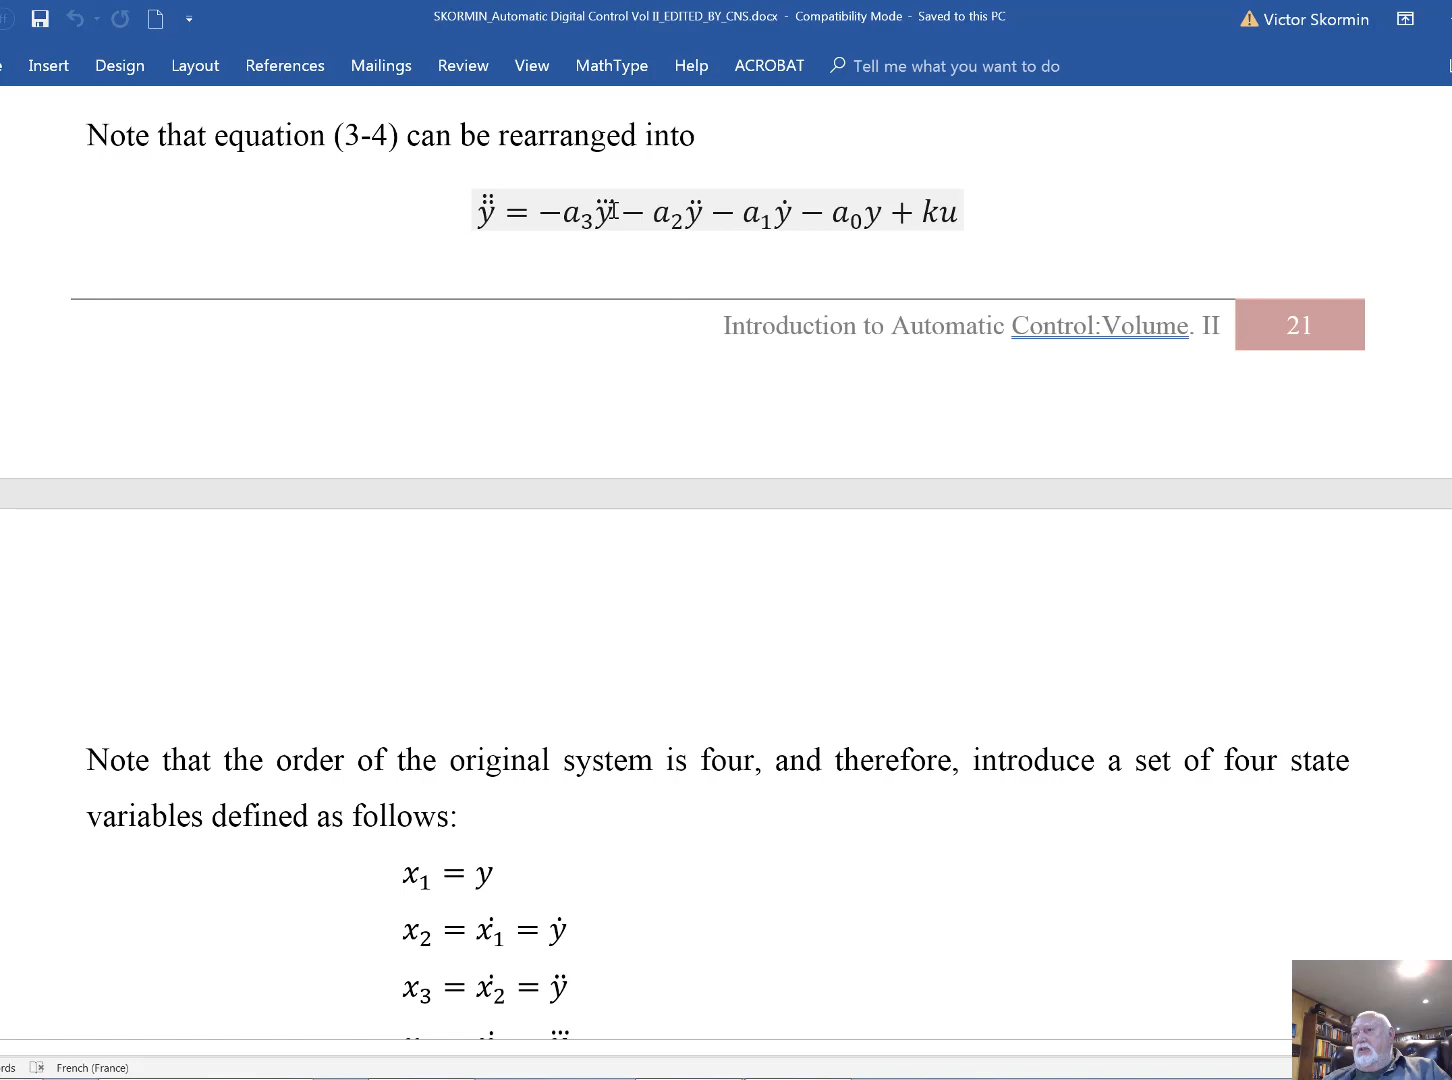 SKORMIN_Automatic Digital Control Vol II_EDITED_BY_CNS.docx - Compatibility Mode - Saved to this PC
Victor Skormin
Insert Design Layout References Mailings Review View MathType Help ACROBAT Tell me what you want to do
Note that equation (3-4) can be rearranged into
y⃜ = −a₃y⃛ − a₂ÿ − a₁ẏ − a₀y + ku
Introduction to Automatic Control:Volume. II 21
Note that the order of the original system is four, and therefore, introduce a set of four state
variables defined as follows:
x₁ = y
x₂ = ẋ₁ = ẏ
x₃ = ẋ₂ = ÿ
French (France)